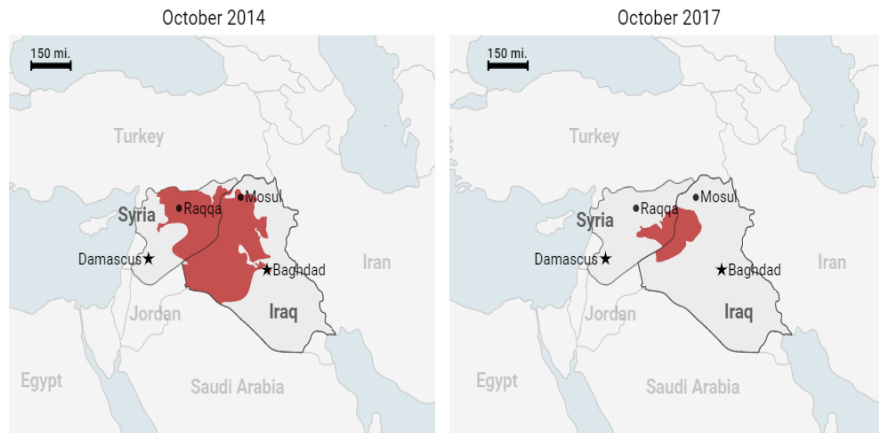 October 2014
150 mi.
Turkey
Mosul
Raqqa
Syria
Damascus
Baghdad
Iran
Jordan
Iraq
Egypt
Saudi Arabia
October 2017
150 mi.
Turkey
Mosul
Raqqa
Syria
Damascus
Baghdad
Iran
Jordan
Iraq
Egypt
Saudi Arabia